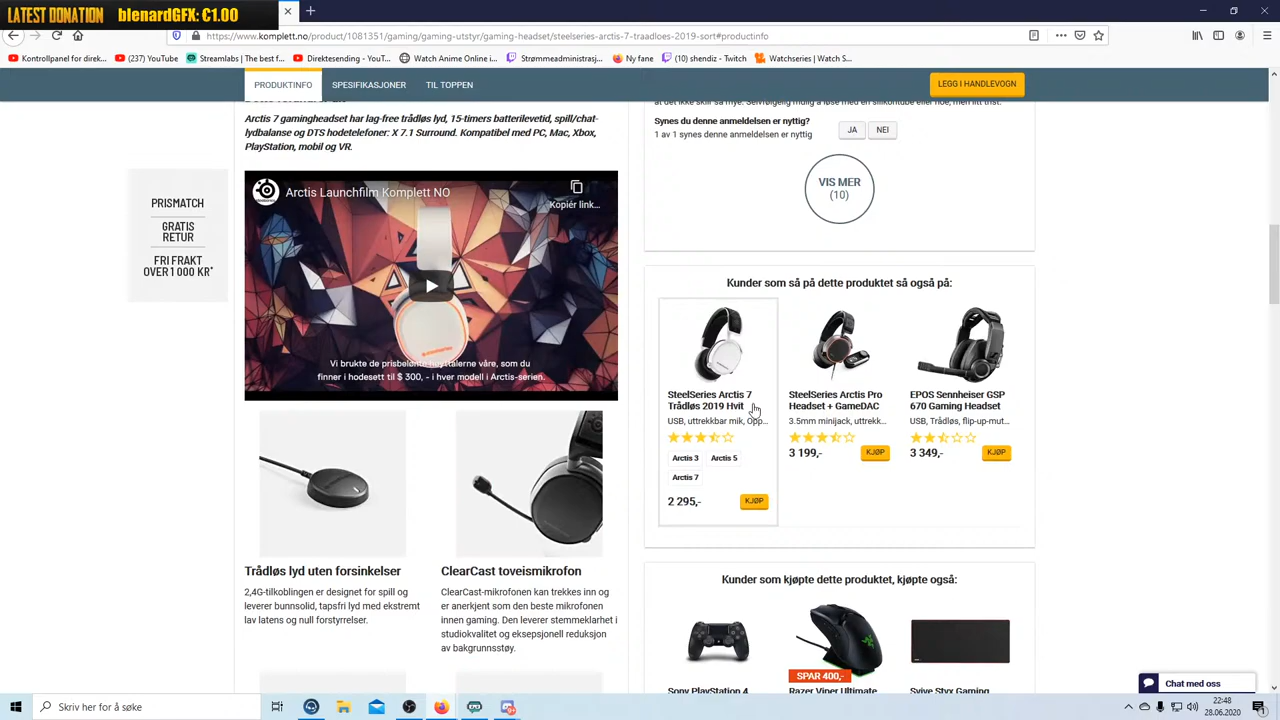 LATEST DONATION blenardGFX: C1.00
https://www.komplett.no/product/1081351/gaming/gaming-utstyr/gaming-headset/steelseries-arctis-7-traadloes-2019-sort#productinfo
Kontrollpanel for direk...
(237) YouTube
Streamlabs | The best f...
Direktesending - YouT...
Watch Anime Online i...
Strømmeadministrasj...
Ny fane
(1) shendiz - Twitch
Watchseries | Watch S...
PRODUKTINFO
SPESIFIKASJONER
TIL TOPPEN
LEGG I HANDLEVOGN
Arctis 7 gamingheadset har lag-free trådløs lyd, 15-timers batterilevetid, spill/chat-
lydbalanse og DTS hodetelefoner: X 7.1 Surround. Kompatibel med PC, Mac, Xbox,
PlayStation, mobil og VR.
PRISMATCH
GRATIS
RETUR
FRI FRAKT
OVER 1 000 KR*
Arctis Launchfilm Komplett NO
Kopiér link...
Vi brukte de prisbelønte høyttalerne våre, som du
finner i hodesett til $ 300, - i hver modell i Arctis-serien.
Trådløs lyd uten forsinkelser
2,4G-tilkoblingen er designet for spill og
leverer bunnsolid, tapsfri lyd med ekstremt
lav latens og null forstyrrelser.
ClearCast toveismikrofon
ClearCast-mikrofonen kan trekkes inn og
er anerkjent som den beste mikrofonen
innen gaming. Den leverer stemmeklarhet i
studiokvalitet og eksepsjonell reduksjon
av bakgrunnsstøy.
at det ikke skli så mye. Selvfølgelig mulig å løse med en silikontube eller noe, men litt trist.
Synes du denne anmeldelsen er nyttig?
1 av 1 synes denne anmeldelsen er nyttig
JA
NEI
VIS MER
(10)
Kunder som så på dette produktet så også på:
SteelSeries Arctis 7
Trådløs 2019 Hvit
USB, uttrekkbar mik, Opp...
Arctis 3
Arctis 5
Arctis 7
2 295,-
KJØP
SteelSeries Arctis Pro
Headset + GameDAC
3.5mm minijack, uttrekk...
3 199,-
KJØP
EPOS Sennheiser GSP
670 Gaming Headset
USB, Trådløs, flip-up-mut...
3 349,-
KJØP
Kunder som kjøpte dette produktet, kjøpte også:
SPAR 400,-
Sony PlayStation 4
Razer Viper Ultimate
Svive Styx Gaming
Chat med oss
Skriv her for å søke
22:48
28.06.2020